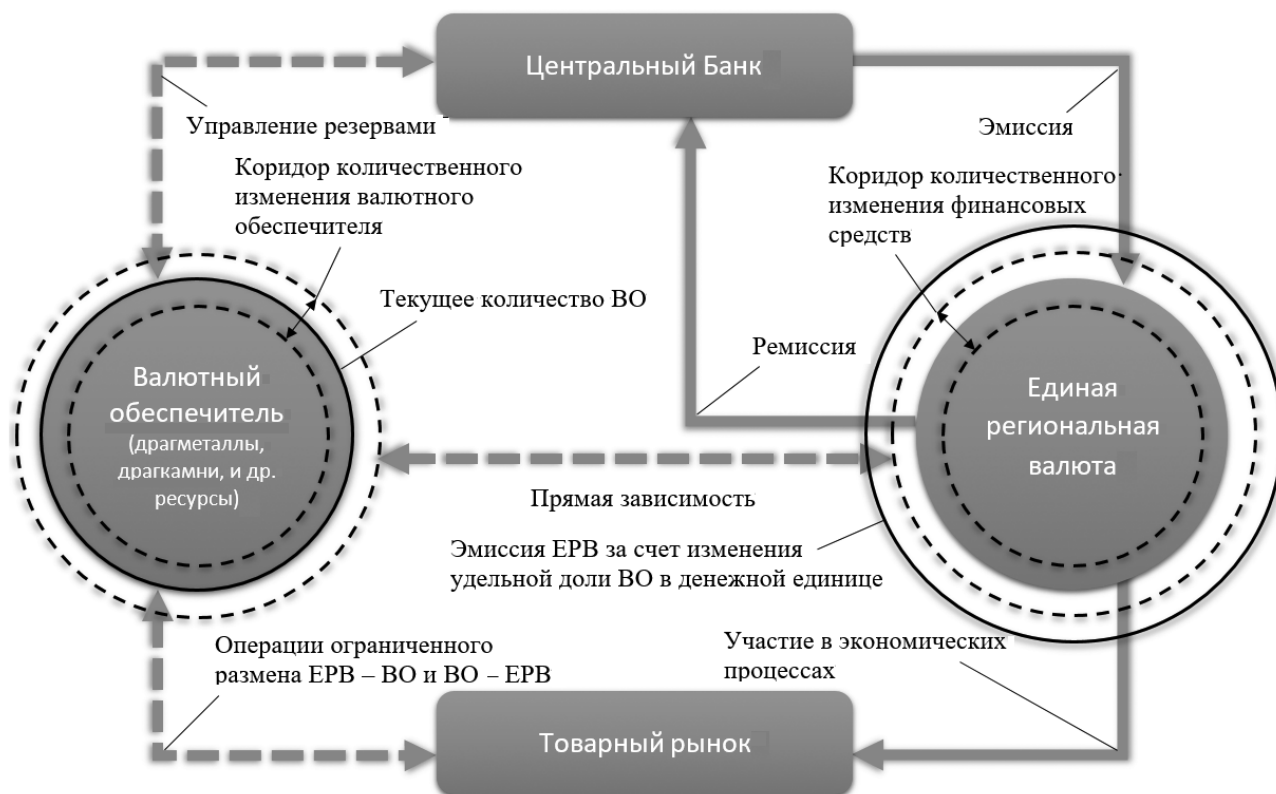 Центральный Банк
Управление резервами
Эмиссия
Коридор количественного
изменения валютного
обеспечителя
Коридор количественного
изменения финансовых
средств
Текущее количество ВО
Ремиссия
Валютный
обеспечитель
(драгметаллы,
драгкамни, и др.
ресурсы)
Единая
региональная
валюта
Прямая зависимость
Эмиссия ЕРВ за счет изменения
удельной доли ВО в денежной единице
Операции ограниченного
размена ЕРВ – ВО и ВО – ЕРВ
Участие в экономических
процессах
Товарный рынок